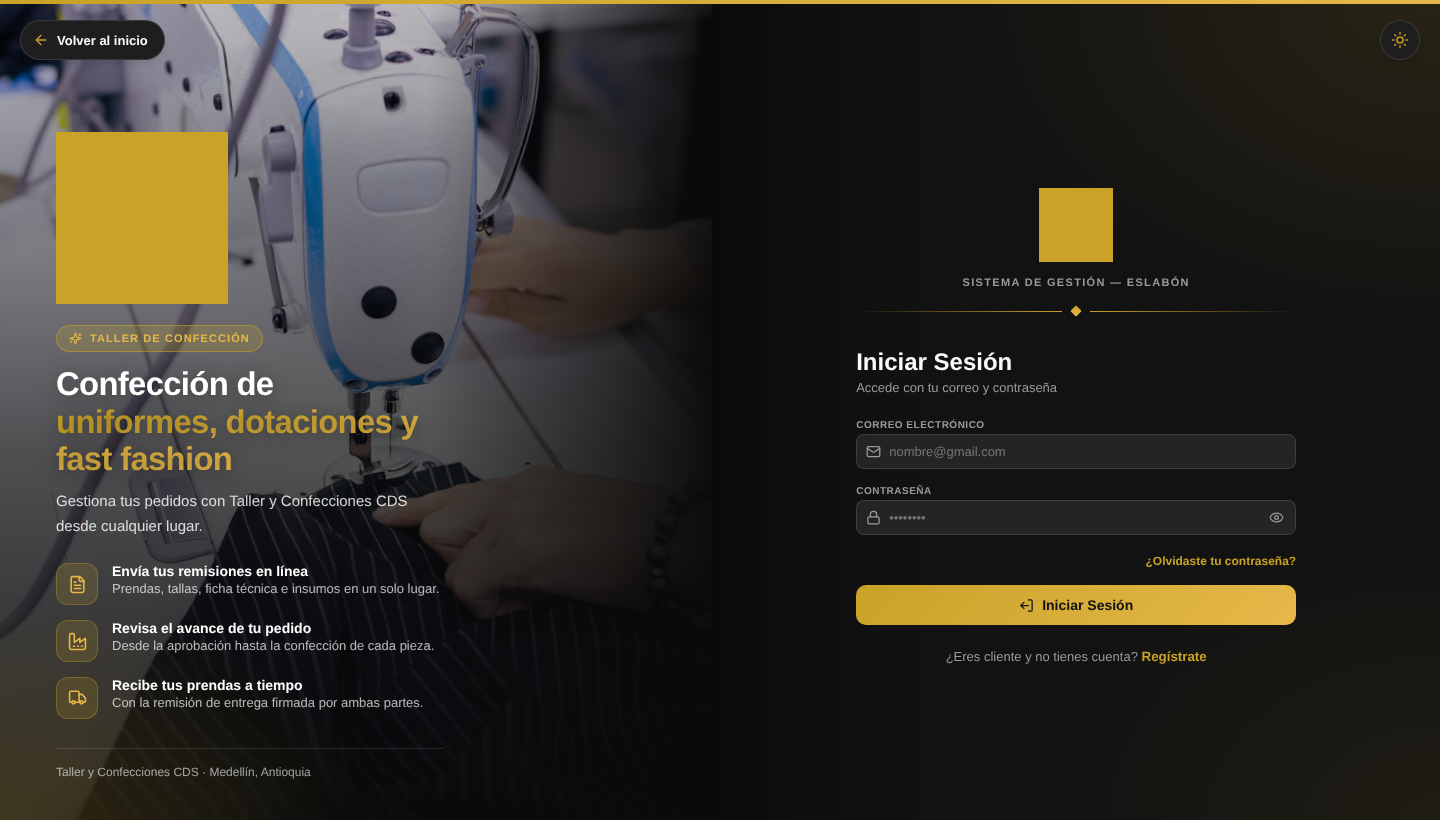 Volver al inicio
TALLER DE CONFECCIÓN
Confección de
uniformes, dotaciones y
fast fashion
Gestiona tus pedidos con Taller y Confecciones CDS
desde cualquier lugar.
Envía tus remisiones en línea
Prendas, tallas, ficha técnica e insumos en un solo lugar.
Revisa el avance de tu pedido
Desde la aprobación hasta la confección de cada pieza.
Recibe tus prendas a tiempo
Con la remisión de entrega firmada por ambas partes.
Taller y Confecciones CDS · Medellín, Antioquia
SISTEMA DE GESTIÓN — ESLABÓN
Iniciar Sesión
Accede con tu correo y contraseña
CORREO ELECTRÓNICO
nombre@gmail.com
CONTRASEÑA
••••••••
¿Olvidaste tu contraseña?
Iniciar Sesión
¿Eres cliente y no tienes cuenta? Regístrate